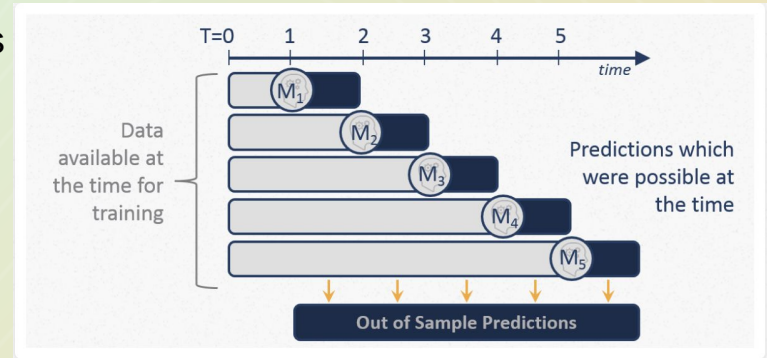 s
T=0 1 2 3 4 5
time
M1
M2
M3
M4
M5
Data
available at
the time for
training
Predictions which
were possible at
the time
Out of Sample Predictions